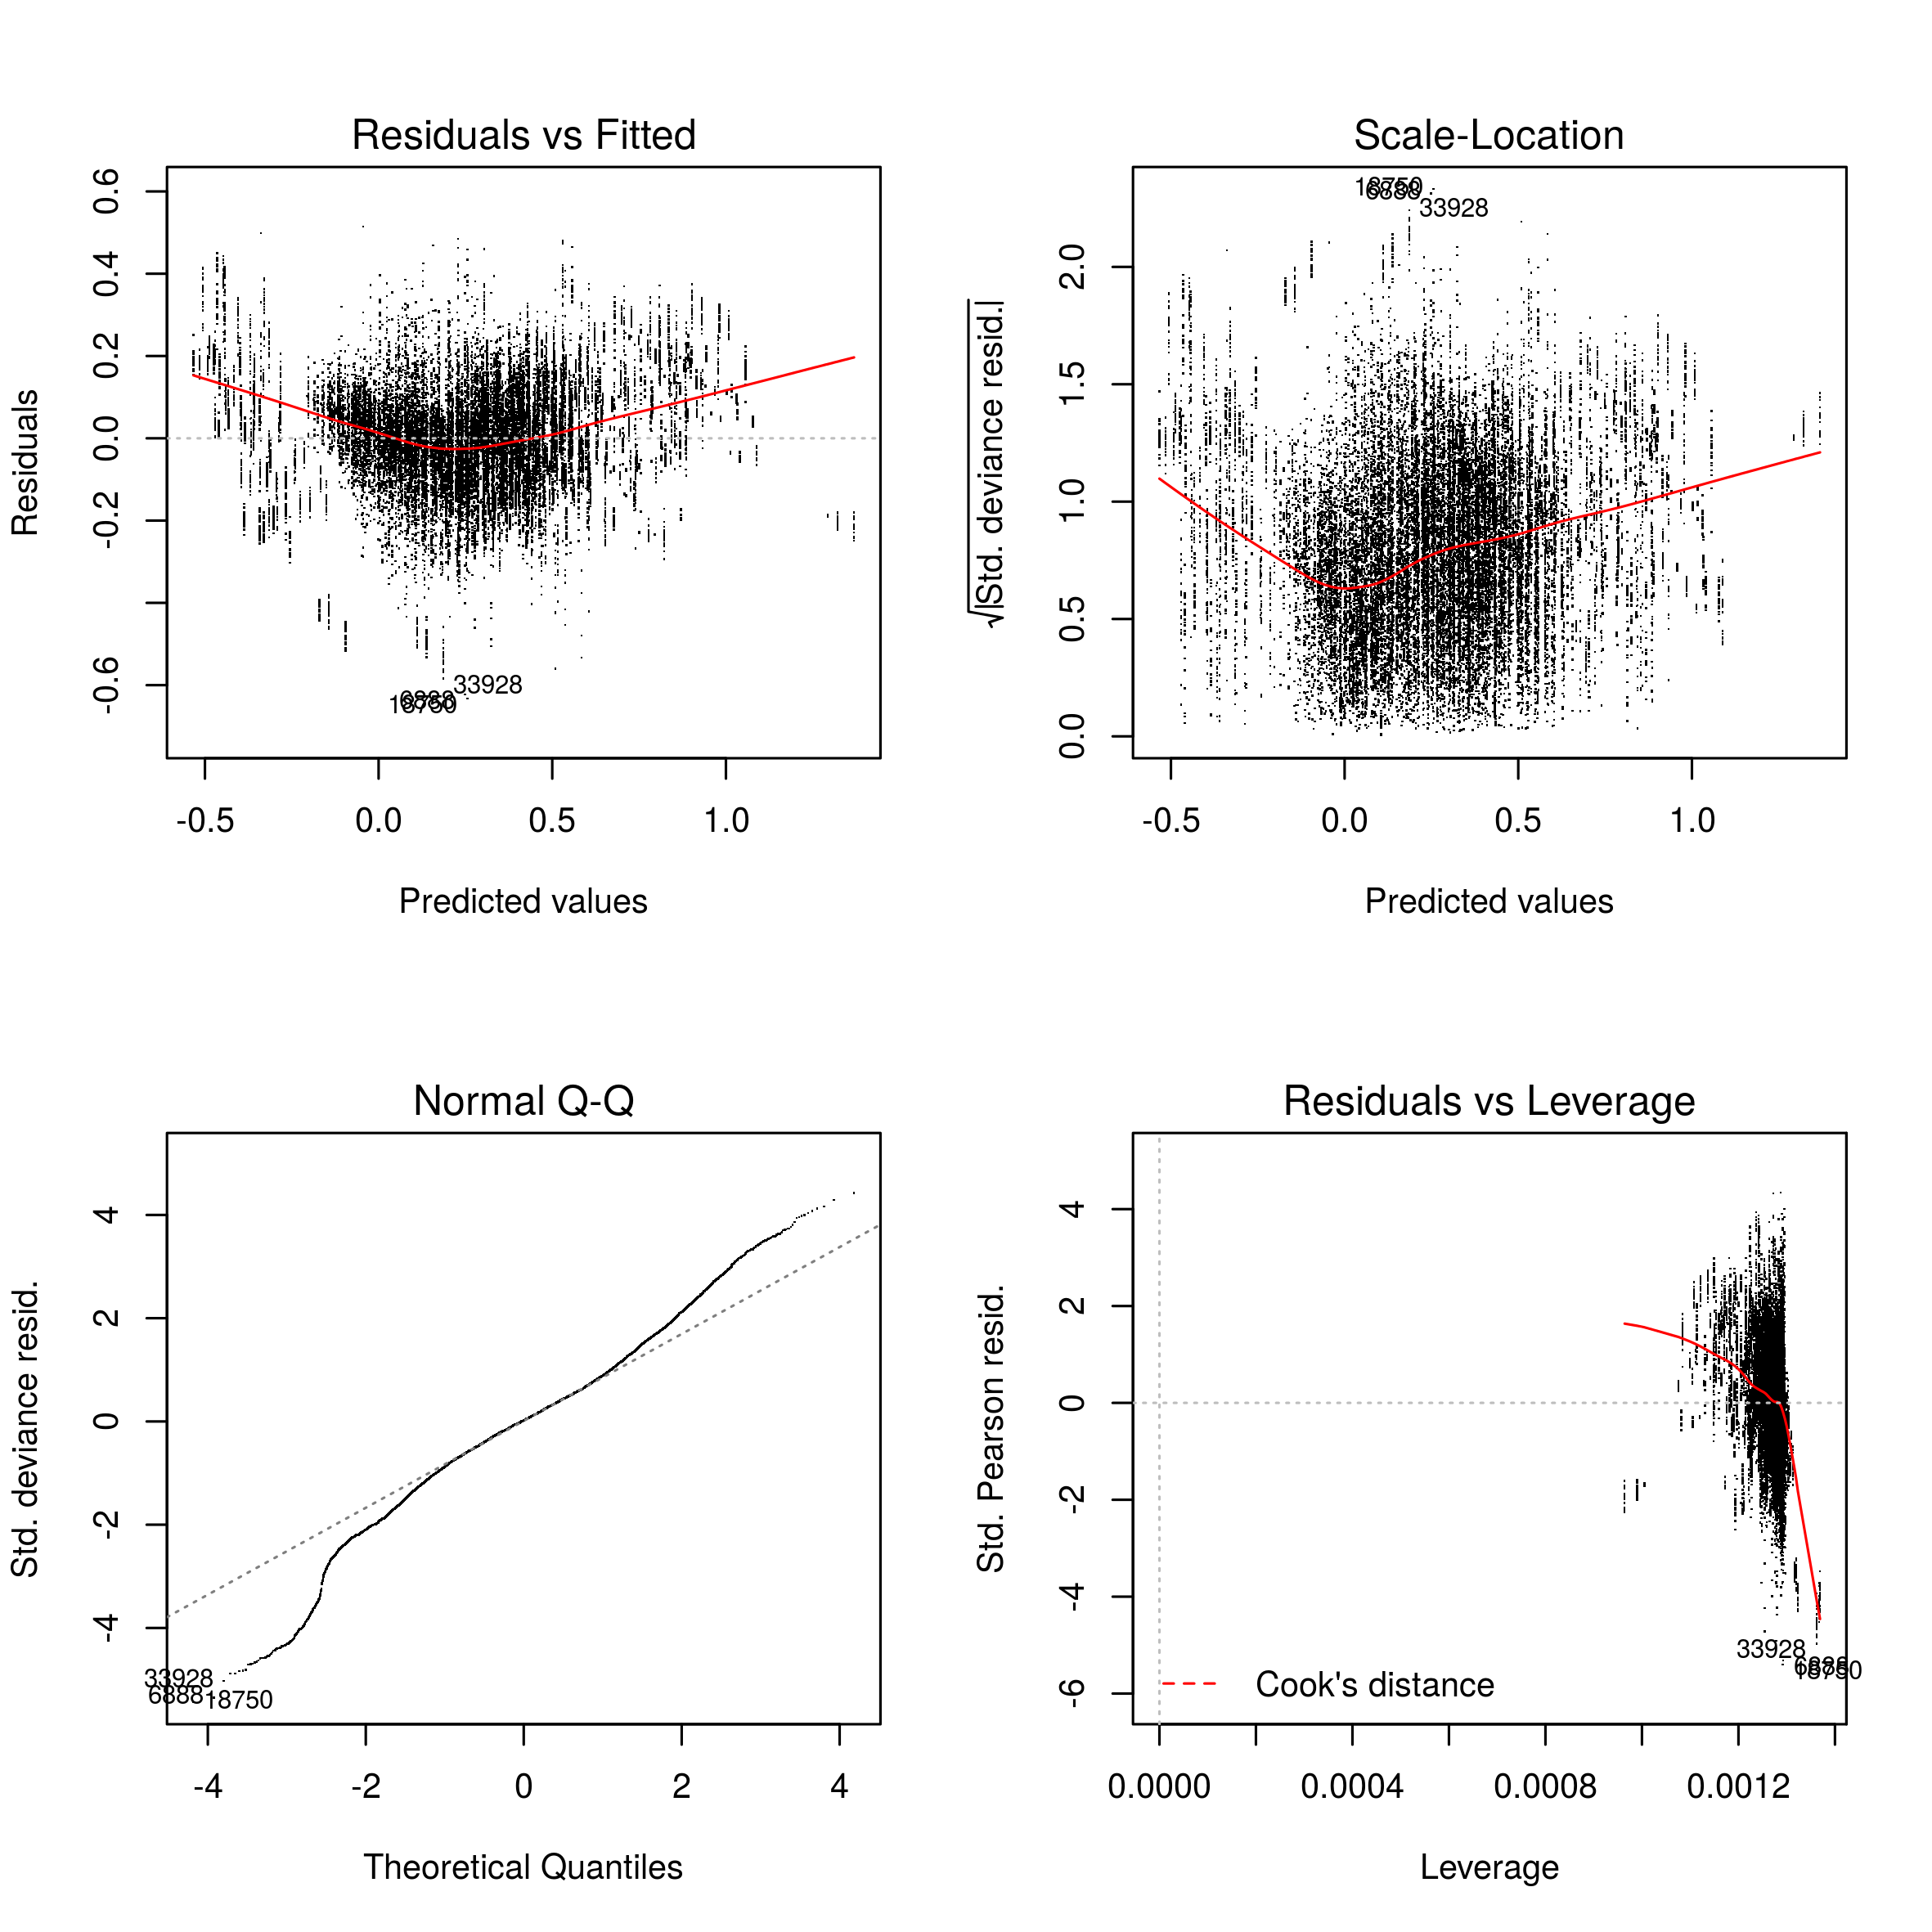 Residuals vs Fitted
Residuals
0.6
0.4
0.2
0.0
-0.2
-0.6
33928
18750
-0.5 0.0 0.5 1.0
Predicted values
Scale-Location
√|Std. deviance resid.|
2.0
1.5
1.0
0.5
0.0
18750
33928
-0.5 0.0 0.5 1.0
Predicted values
Normal Q-Q
Std. deviance resid.
4
2
0
-2
-4
33928
6888
18750
-4 -2 0 2 4
Theoretical Quantiles
Residuals vs Leverage
Std. Pearson resid.
4
2
0
-2
-4
-6
33928
18750
Cook's distance
0.0000 0.0004 0.0008 0.0012
Leverage